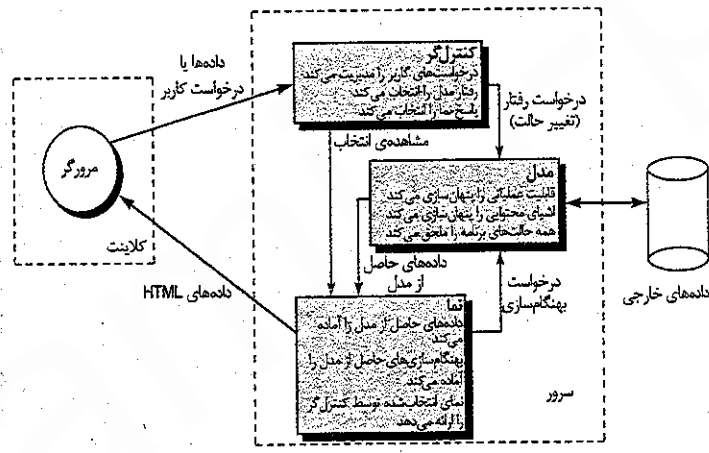 داده‌ها یا
درخواست کاربر
مرورگر
کلاینت
داده‌های HTML
کنترل‌گر
درخواست‌های کاربر را مدیریت می‌کند
رفتار مدل را انتخاب می‌کند
پاسخ نما را انتخاب می‌کند
درخواست رفتار
(تغییر حالت)
مشاهده‌ی انتخاب
مدل
قابلیت عملیاتی را پنهان‌سازی می‌کند
اشیای محتوایی را پنهان‌سازی می‌کند
همه حالت‌های برنامه را ملحق می‌کند
داده‌های خارجی
داده‌های حاصل
از مدل
درخواست
بهنگام‌سازی
نما
داده‌های حاصل از مدل را آماده
می‌کند
بهنگام‌سازی‌های حاصل از مدل را
آماده می‌کند
نمای انتخاب‌شده توسط کنترل‌گر
را ارائه می‌دهد
سرور